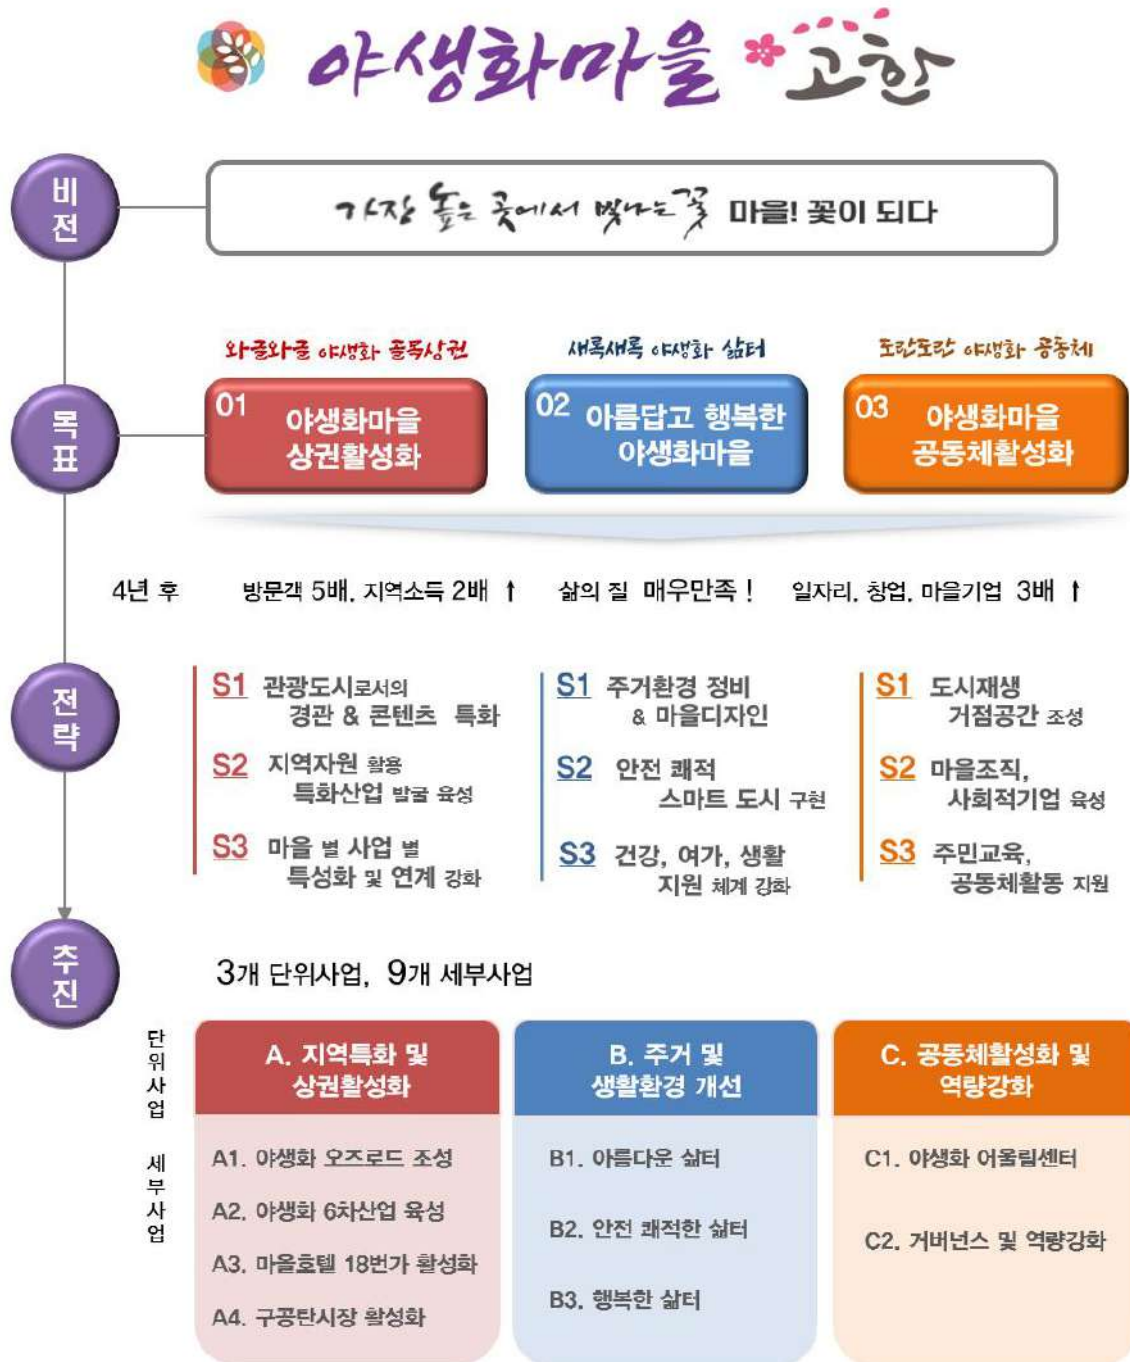 야생화마을 고한
비전
가장 높은 곳에서 빛나는 꽃 마을! 꽃이 되다
와글와글 야생화 골목상권
새록새록 야생화 삶터
도란도란 야생화 공동체
목표
01 야생화마을
상권활성화
02 아름답고 행복한
야생화마을
03 야생화마을
공동체활성화
4년 후
방문객 5배, 지역소득 2배 ↑
삶의 질 매우만족 !
일자리, 창업, 마을기업 3배 ↑
전략
S1 관광도시로서의
경관 & 콘텐츠 특화
S2 지역자원 활용
특화산업 발굴 육성
S3 마을 별 사업 별
특성화 및 연계 강화
S1 주거환경 정비
& 마을디자인
S2 안전 쾌적
스마트 도시 구현
S3 건강, 여가, 생활
지원 체계 강화
S1 도시재생
거점공간 조성
S2 마을조직,
사회적기업 육성
S3 주민교육,
공동체활동 지원
추진
3개 단위사업, 9개 세부사업
단위사업
A. 지역특화 및
상권활성화
B. 주거 및
생활환경 개선
C. 공동체활성화 및
역량강화
세부사업
A1. 야생화 오즈로드 조성
A2. 야생화 6차산업 육성
A3. 마을호텔 18번가 활성화
A4. 구공탄시장 활성화
B1. 아름다운 삶터
B2. 안전 쾌적한 삶터
B3. 행복한 삶터
C1. 야생화 어울림센터
C2. 거버넌스 및 역량강화